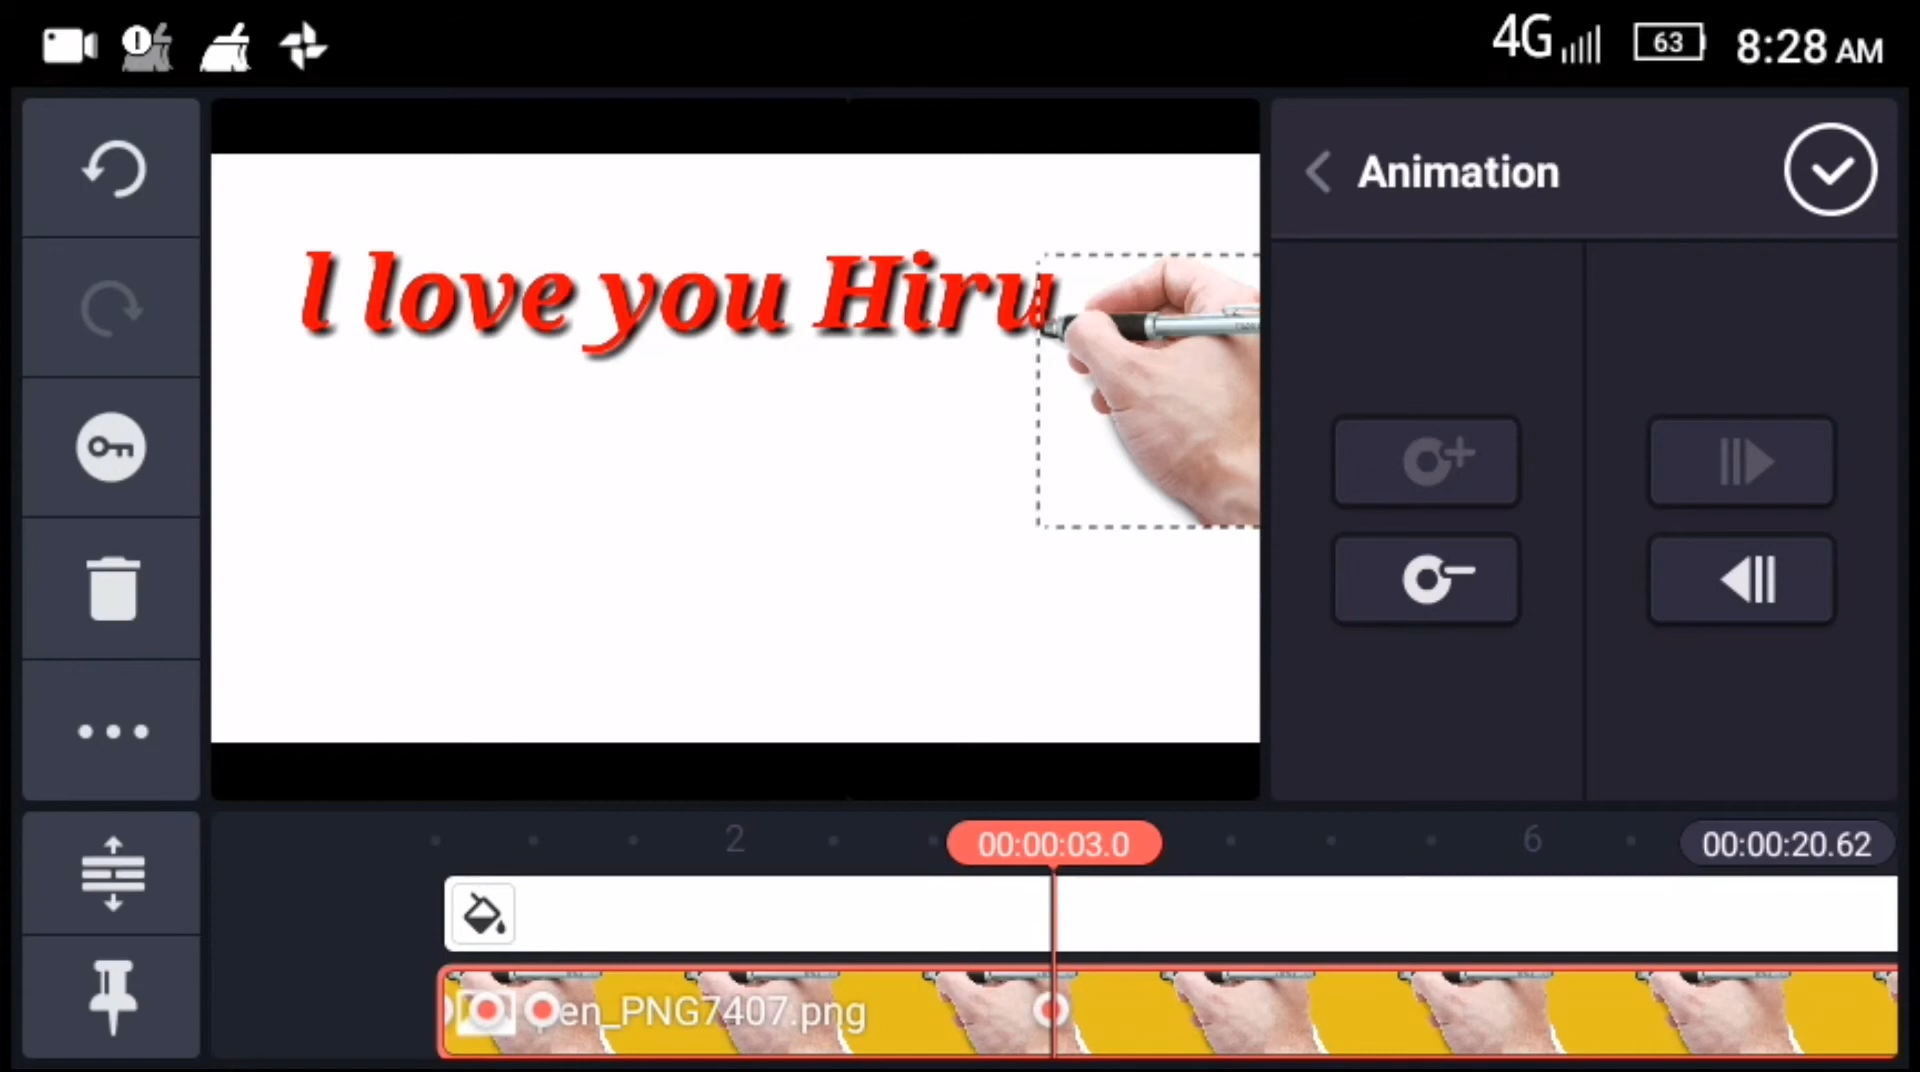 4G 63 8:28 AM
Animation
I love you Hiru
2 00:00:03.0 6 00:00:20.62
en_PNG7407.png